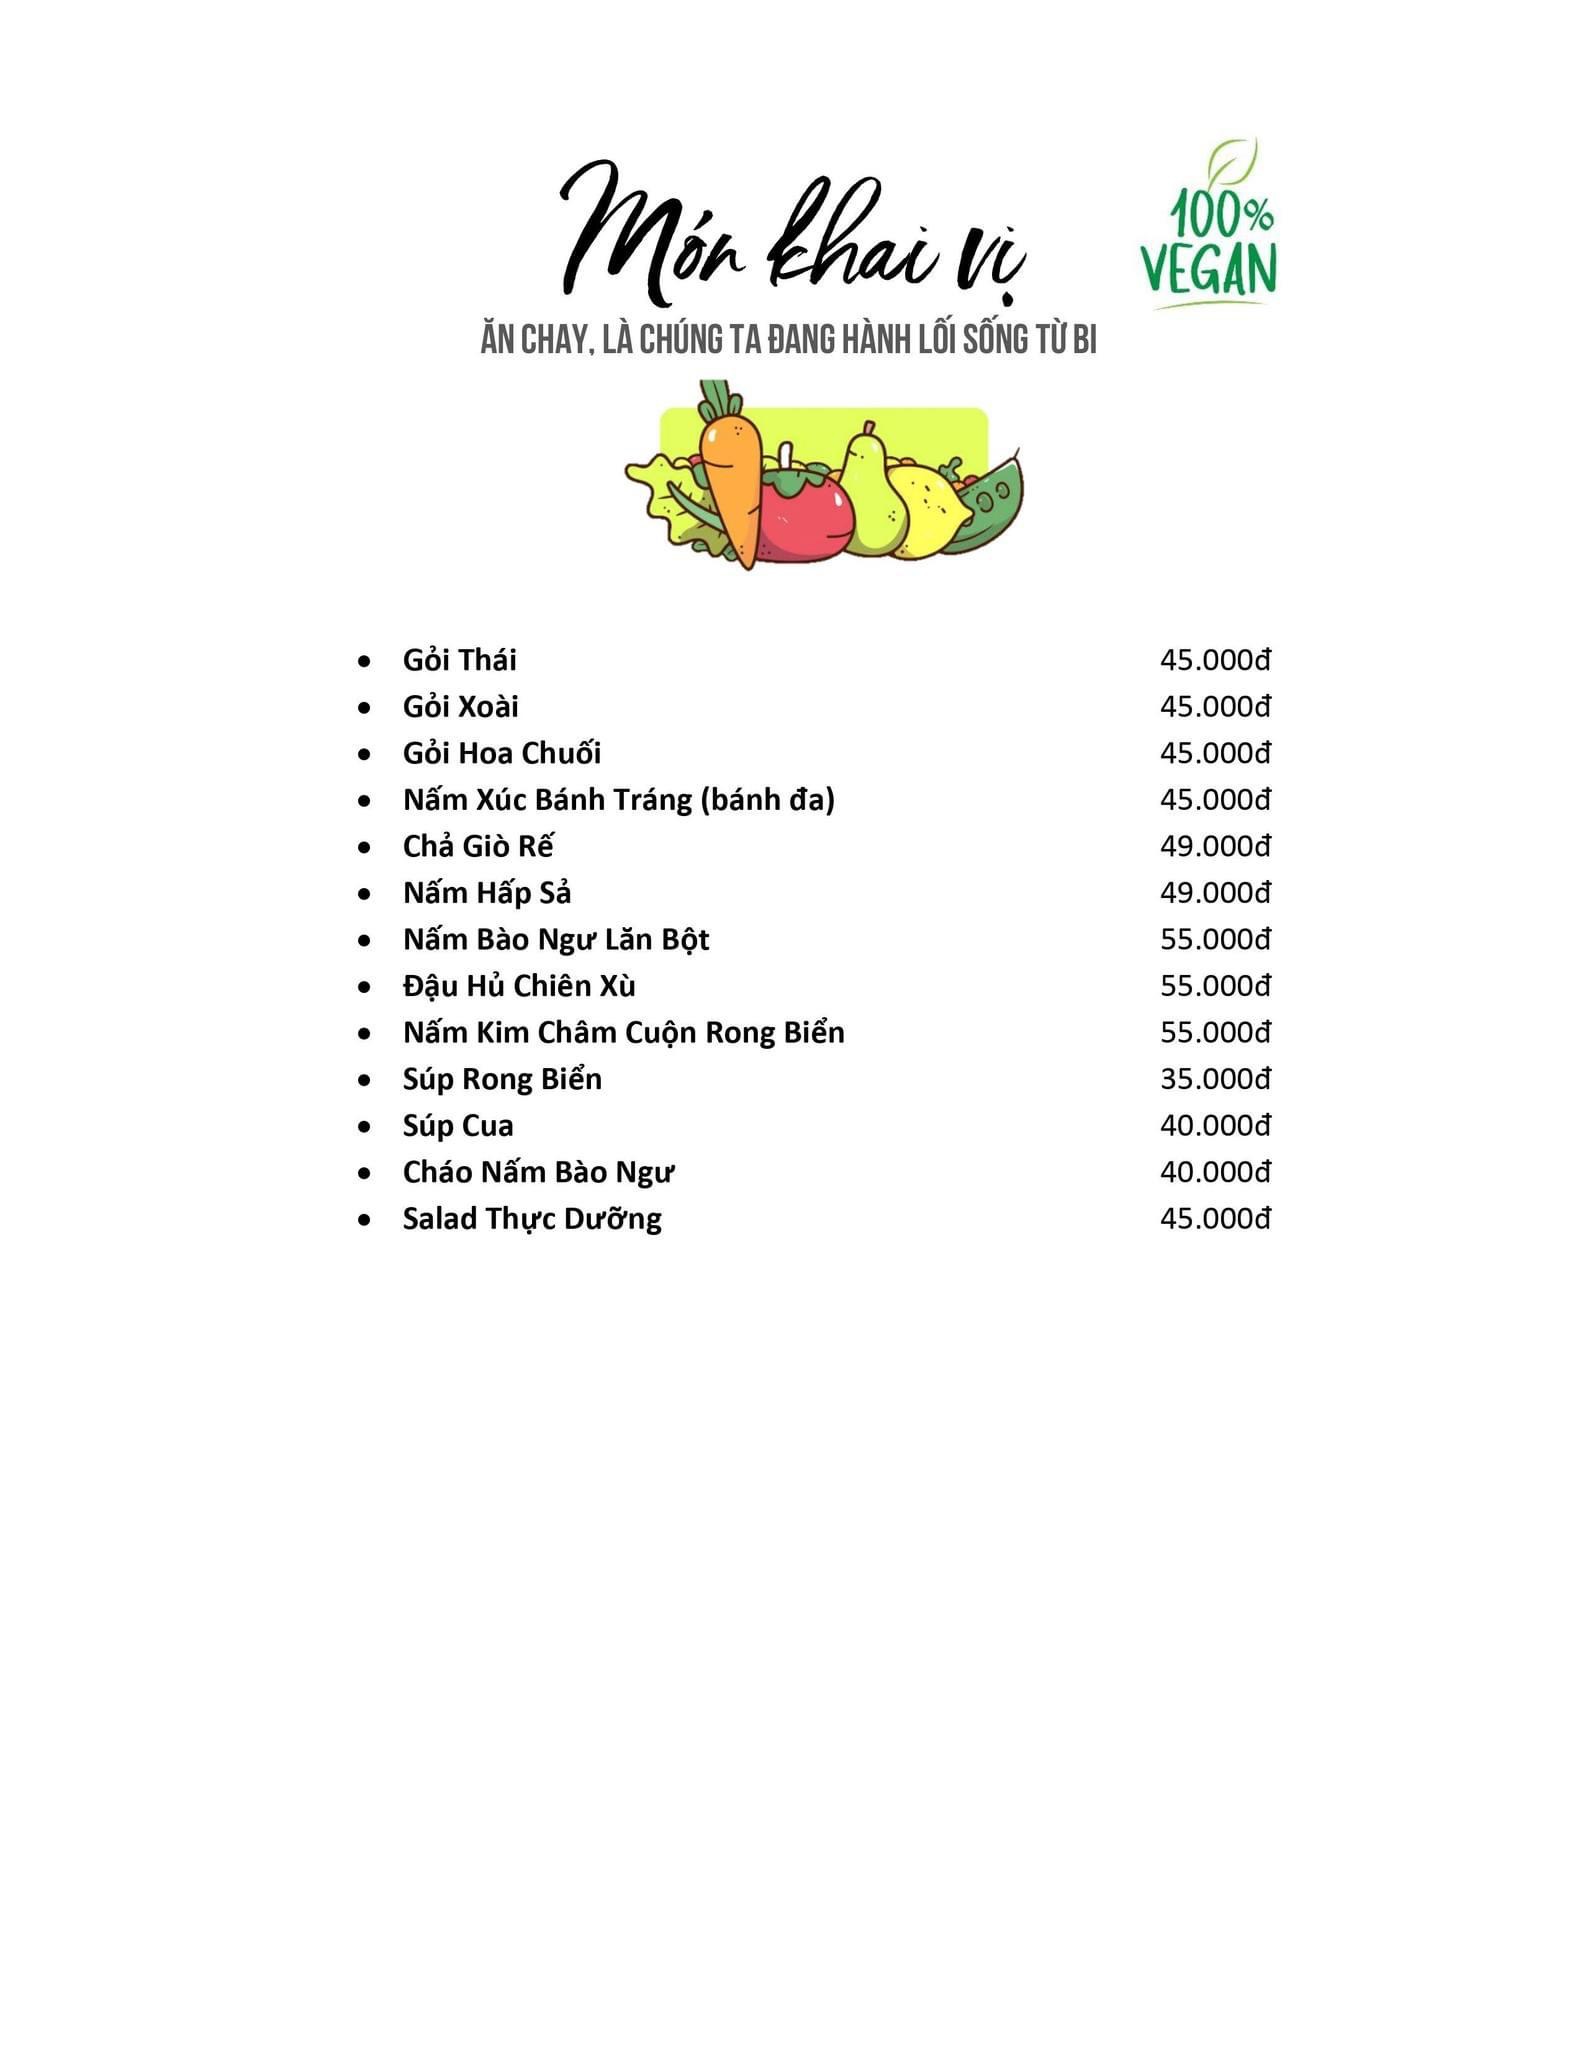 Món khai vị
100%
VEGAN
ĂN CHAY, LÀ CHÚNG TA ĐANG HÀNH LỐI SỐNG TỪ BI
• Gỏi Thái 45.000đ
• Gỏi Xoài 45.000đ
• Gỏi Hoa Chuối 45.000đ
• Nấm Xúc Bánh Tráng (bánh đa) 45.000đ
• Chả Giò Rế 49.000đ
• Nấm Hấp Sả 49.000đ
• Nấm Bào Ngư Lăn Bột 55.000đ
• Đậu Hủ Chiên Xù 55.000đ
• Nấm Kim Châm Cuộn Rong Biển 55.000đ
• Súp Rong Biển 35.000đ
• Súp Cua 40.000đ
• Cháo Nấm Bào Ngư 40.000đ
• Salad Thực Dưỡng 45.000đ